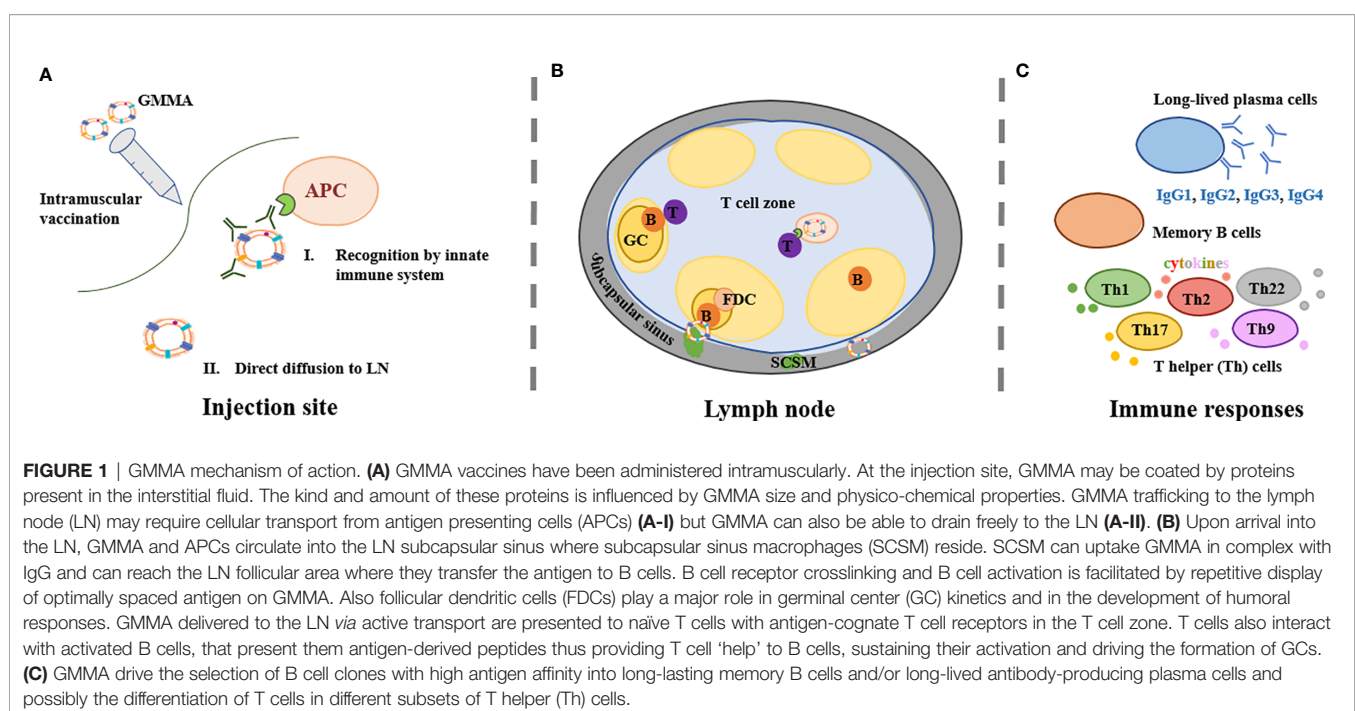 A
GMMA
Intramuscular
vaccination
APC
I. Recognition by innate
immune system
II. Direct diffusion to LN
Injection site
B
T cell zone
B
T
GC
T
FDC
B
B
Subcapsular sinus
SCSM
Lymph node
C
Long-lived plasma cells
IgG1, IgG2, IgG3, IgG4
Memory B cells
cytokines
Th1
Th2
Th22
Th17
Th9
T helper (Th) cells
Immune responses
FIGURE 1 | GMMA mechanism of action. (A) GMMA vaccines have been administered intramuscularly. At the injection site, GMMA may be coated by proteins
present in the interstitial fluid. The kind and amount of these proteins is influenced by GMMA size and physico-chemical properties. GMMA trafficking to the lymph
node (LN) may require cellular transport from antigen presenting cells (APCs) (A-I) but GMMA can also be able to drain freely to the LN (A-II). (B) Upon arrival into
the LN, GMMA and APCs circulate into the LN subcapsular sinus where subcapsular sinus macrophages (SCSM) reside. SCSM can uptake GMMA in complex with
IgG and can reach the LN follicular area where they transfer the antigen to B cells. B cell receptor crosslinking and B cell activation is facilitated by repetitive display
of optimally spaced antigen on GMMA. Also follicular dendritic cells (FDCs) play a major role in germinal center (GC) kinetics and in the development of humoral
responses. GMMA delivered to the LN via active transport are presented to naïve T cells with antigen-cognate T cell receptors in the T cell zone. T cells also interact
with activated B cells, that present them antigen-derived peptides thus providing T cell ‘help’ to B cells, sustaining their activation and driving the formation of GCs.
(C) GMMA drive the selection of B cell clones with high antigen affinity into long-lasting memory B cells and/or long-lived antibody-producing plasma cells and
possibly the differentiation of T cells in different subsets of T helper (Th) cells.